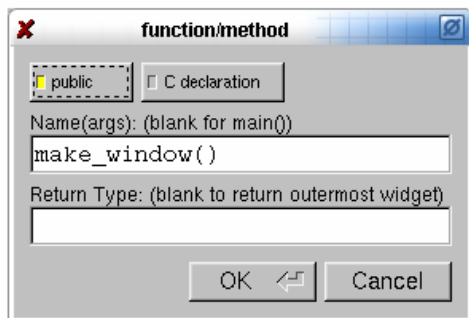 function/method
public C declaration
Name(args): (blank for main())
make_window()
Return Type: (blank to return outermost widget)
OK Cancel